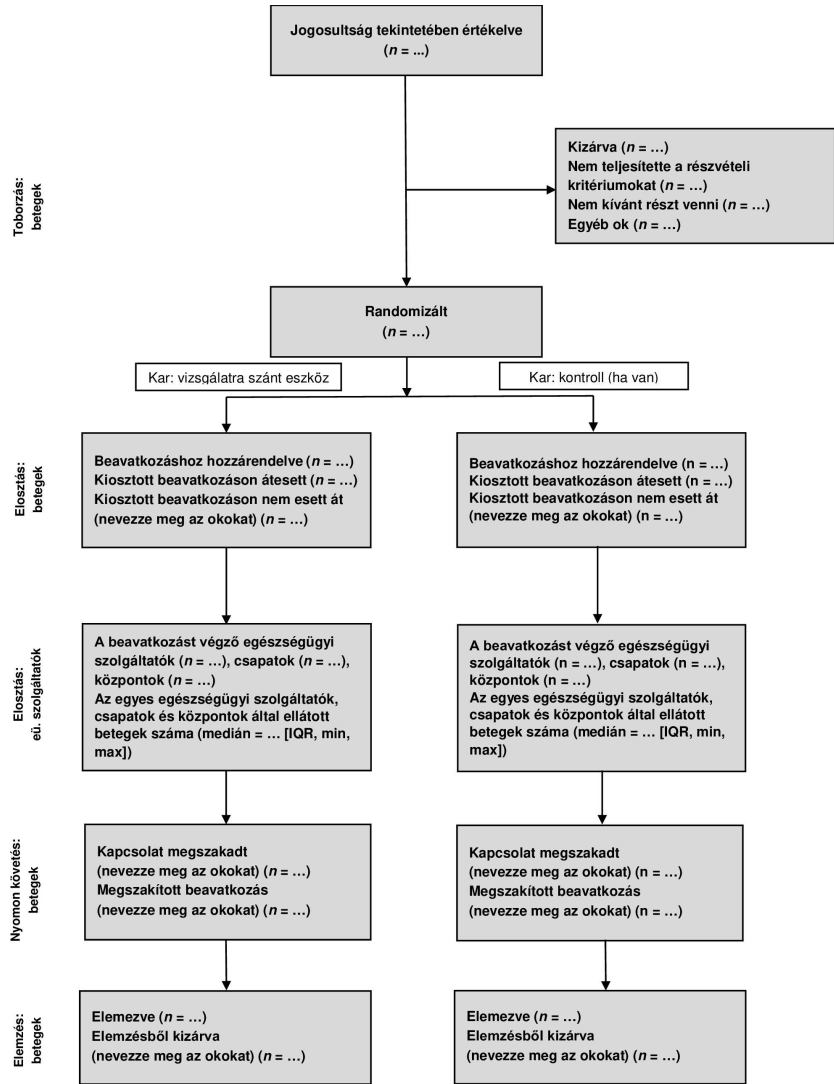 Jogosultság tekintetében értékelve
(n = ...)
Toborzás:
betegek
Kizárva (n = …)
Nem teljesítette a részvételi
kritériumokat (n = …)
Nem kívánt részt venni (n = …)
Egyéb ok (n = …)
Randomizált
(n = …)
Kar: vizsgálatra szánt eszköz
Kar: kontroll (ha van)
Elosztás:
betegek
Beavatkozáshoz hozzárendelve (n = …)
Kiosztott beavatkozáson átesett (n = …)
Kiosztott beavatkozáson nem esett át
(nevezze meg az okokat) (n = …)
Beavatkozáshoz hozzárendelve (n = …)
Kiosztott beavatkozáson átesett (n = …)
Kiosztott beavatkozáson nem esett át
(nevezze meg az okokat) (n = …)
Elosztás:
eü. szolgáltatók
A beavatkozást végző egészségügyi
szolgáltatók (n = …), csapatok (n = …),
központok (n = …)
Az egyes egészségügyi szolgáltatók,
csapatok és központok által ellátott
betegek száma (medián = … [IQR, min,
max])
A beavatkozást végző egészségügyi
szolgáltatók (n = …), csapatok (n = …),
központok (n = …)
Az egyes egészségügyi szolgáltatók,
csapatok és központok által ellátott
betegek száma (medián = … [IQR, min,
max])
Nyomon követés:
betegek
Kapcsolat megszakadt
(nevezze meg az okokat) (n = …)
Megszakított beavatkozás
(nevezze meg az okokat) (n = …)
Kapcsolat megszakadt
(nevezze meg az okokat) (n = …)
Megszakított beavatkozás
(nevezze meg az okokat) (n = …)
Elemzés:
betegek
Elemezve (n = …)
Elemzésből kizárva
(nevezze meg az okokat) (n = …)
Elemezve (n = …)
Elemzésből kizárva
(nevezze meg az okokat) (n = …)